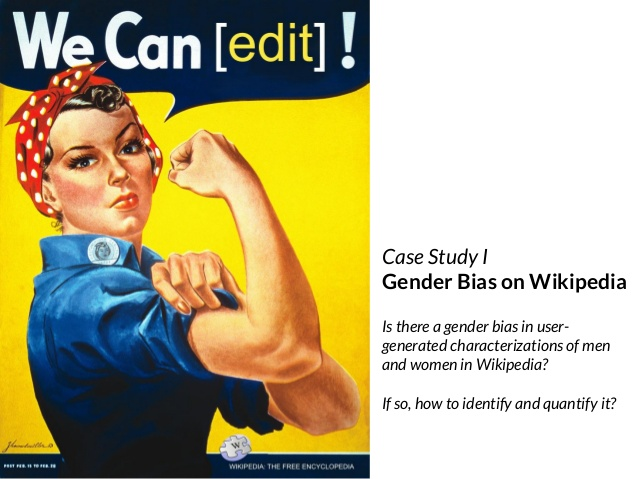 We Can [edit] !
Case Study I
Gender Bias on Wikipedia
Is there a gender bias in user-
generated characterizations of men
and women in Wikipedia?
If so, how to identify and quantify it?
J. Howard Miller
POST FEB. 15 TO FEB. 28
W
WIKIPEDIA: THE FREE ENCYCLOPEDIA